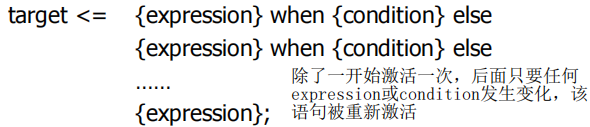 target <= {expression} when {condition} else
{expression} when {condition} else
……
除了一开始激活一次，后面只要任何
expression或condition发生变化，该
{expression}; 语句被重新激活